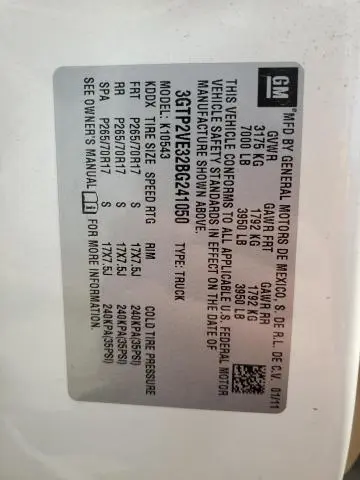 GM
MFD BY GENERAL MOTORS DE MEXICO, S. DE R.L. DE C.V. 01/11
GVWR GAWR FRT GAWR RR
3175 KG 1792 KG 1792 KG
7000 LB 3950 LB 3950 LB
THIS VEHICLE CONFORMS TO ALL APPLICABLE U.S. FEDERAL MOTOR
VEHICLE SAFETY STANDARDS IN EFFECT ON THE DATE OF
MANUFACTURE SHOWN ABOVE.
3GTP2VE32BG241050 TYPE: TRUCK
MODEL: K10543
KDDX TIRE SIZE SPEED RTG RIM COLD TIRE PRESSURE
FRT P265/70R17 S 17X7.5J 240KPA(35PSI)
RR P265/70R17 S 17X7.5J 240KPA(35PSI)
SPA P265/70R17 S 17X7.5J 240KPA(35PSI)
SEE OWNER'S MANUAL FOR MORE INFORMATION.